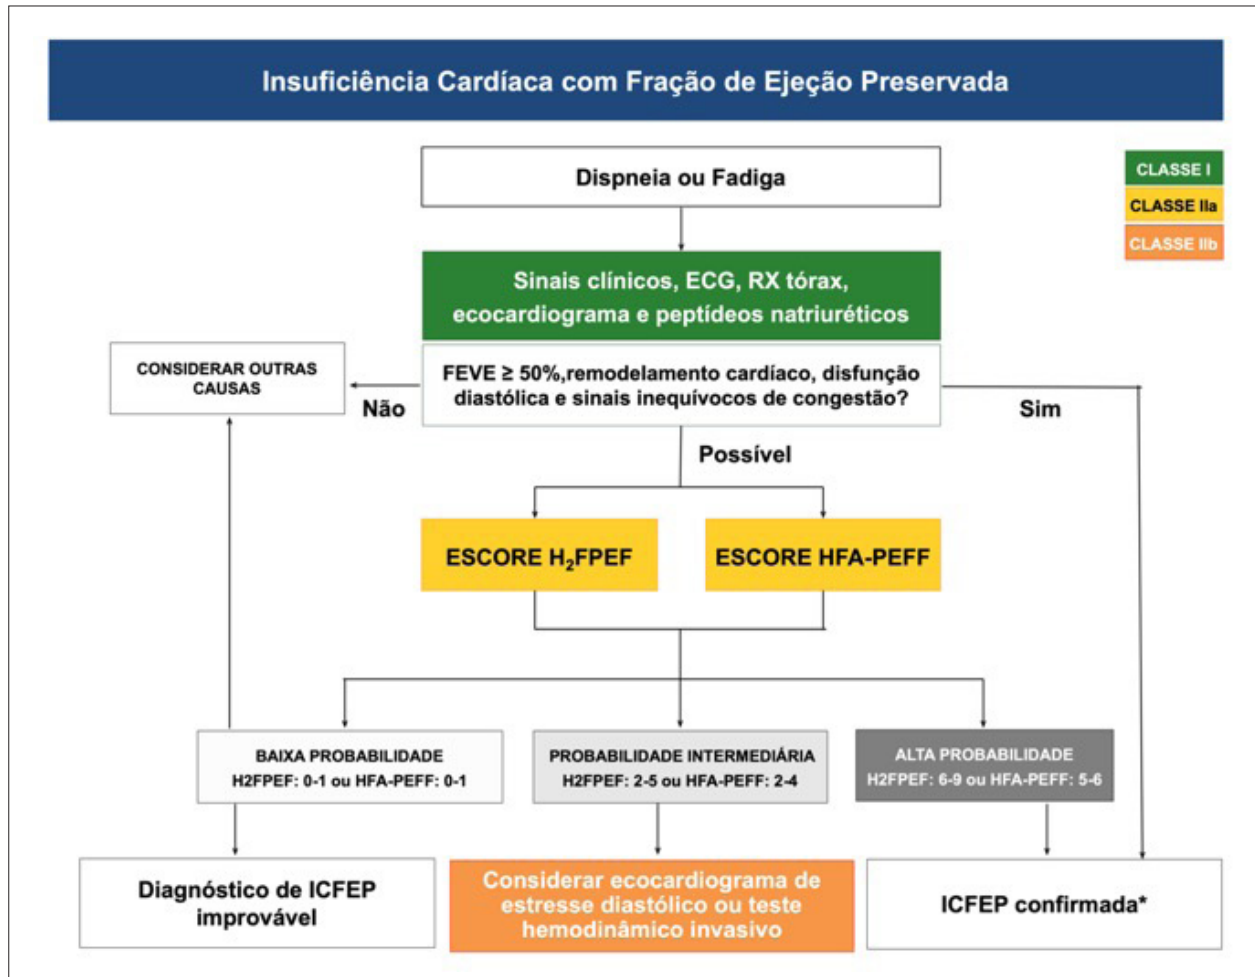 Insuficiência Cardíaca com Fração de Ejeção Preservada
Dispneia ou Fadiga
CLASSE I
CLASSE IIa
CLASSE IIb
Sinais clínicos, ECG, RX tórax,
ecocardiograma e peptídeos natriuréticos
CONSIDERAR OUTRAS
CAUSAS
FEVE ≥ 50%,remodelamento cardíaco, disfunção
diastólica e sinais inequívocos de congestão?
Não
Sim
Possível
ESCORE H₂FPEF
ESCORE HFA-PEFF
BAIXA PROBABILIDADE
H2FPEF: 0-1 ou HFA-PEFF: 0-1
PROBABILIDADE INTERMEDIÁRIA
H2FPEF: 2-5 ou HFA-PEFF: 2-4
ALTA PROBABILIDADE
H2FPEF: 6-9 ou HFA-PEFF: 5-6
Diagnóstico de ICFEP
improvável
Considerar ecocardiograma de
estresse diastólico ou teste
hemodinâmico invasivo
ICFEP confirmada*